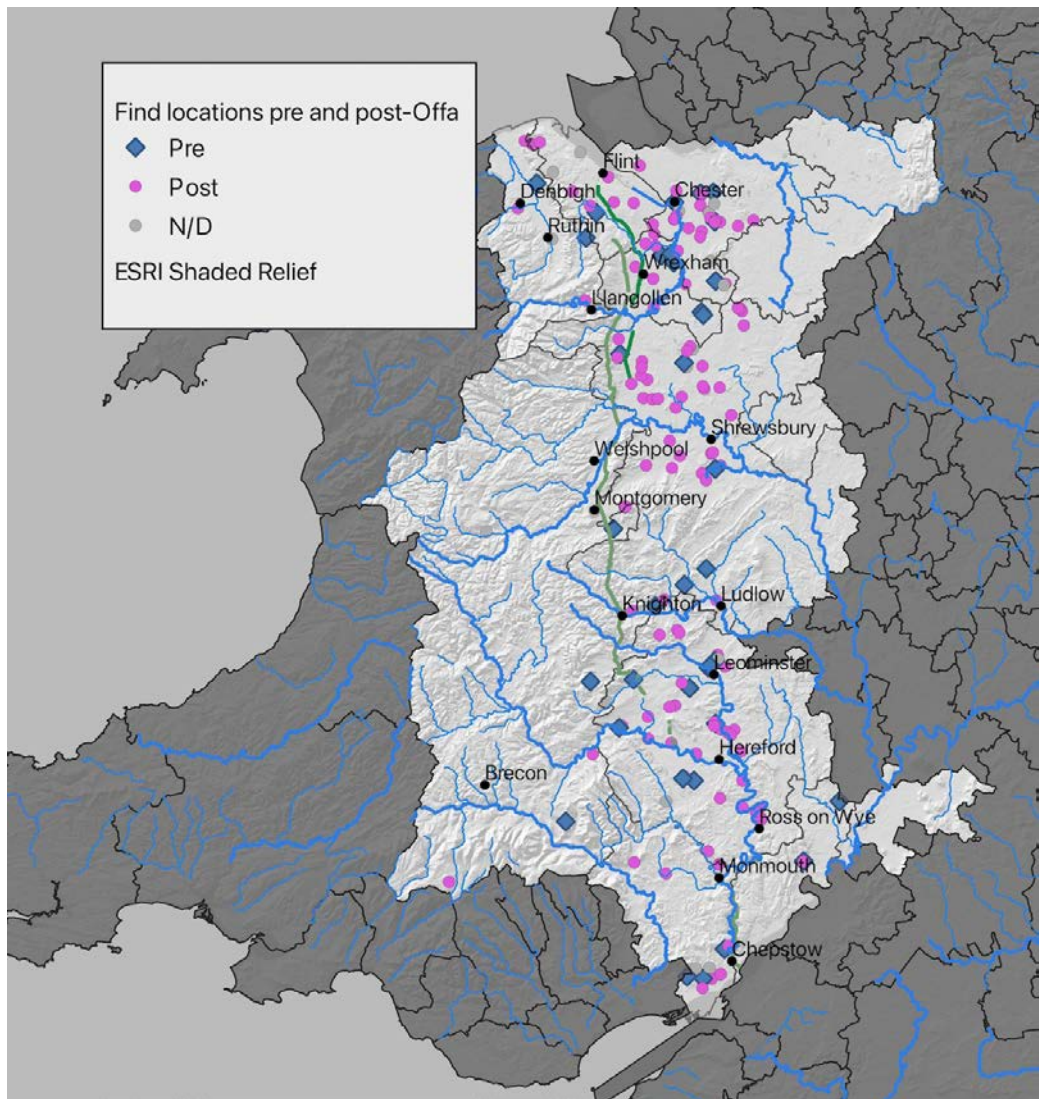 Find locations pre and post-Offa
Pre
Post
N/D
ESRI Shaded Relief
Flint
Denbigh
Chester
Ruthin
Wrexham
Llangollen
Shrewsbury
Welshpool
Montgomery
Knighton
Ludlow
Leominster
Hereford
Brecon
Ross on Wye
Monmouth
Chepstow